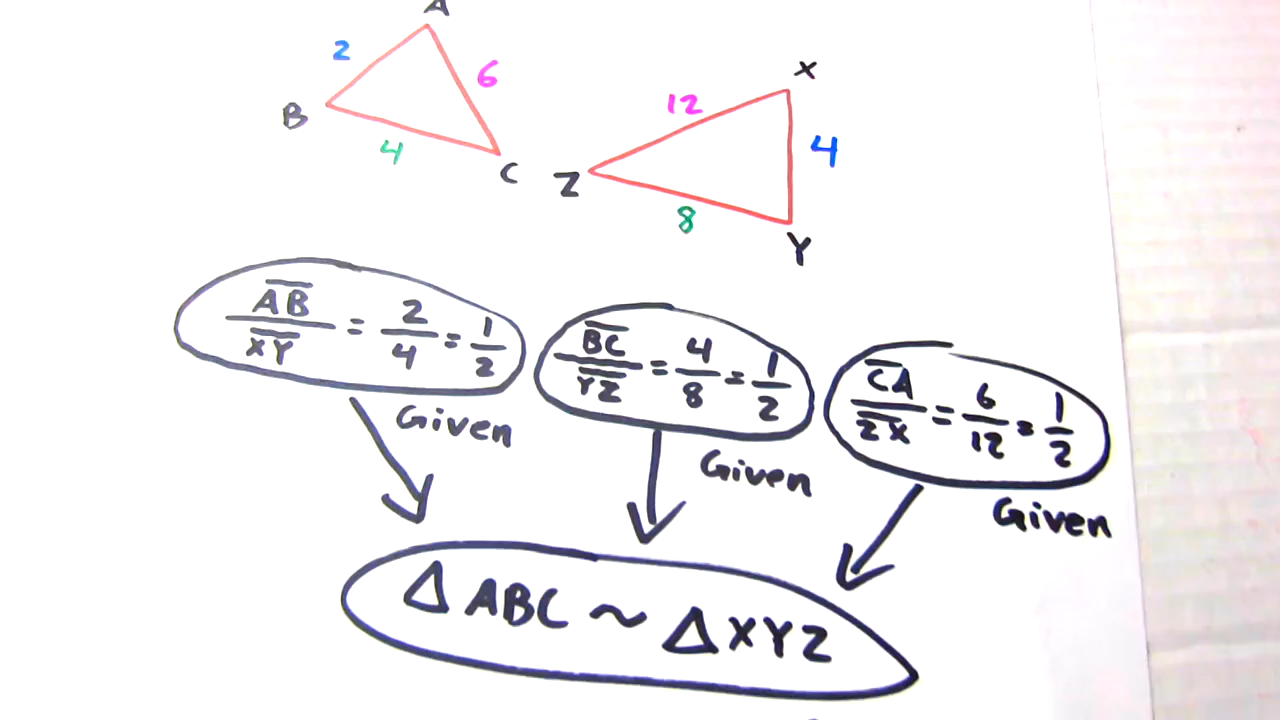 A
2
6
B
4
C
X
12
4
Z
8
Y
AB/XY = 2/4 = 1/2
Given
BC/YZ = 4/8 = 1/2
Given
CA/ZX = 6/12 = 1/2
Given
Δ ABC ~ Δ XYZ